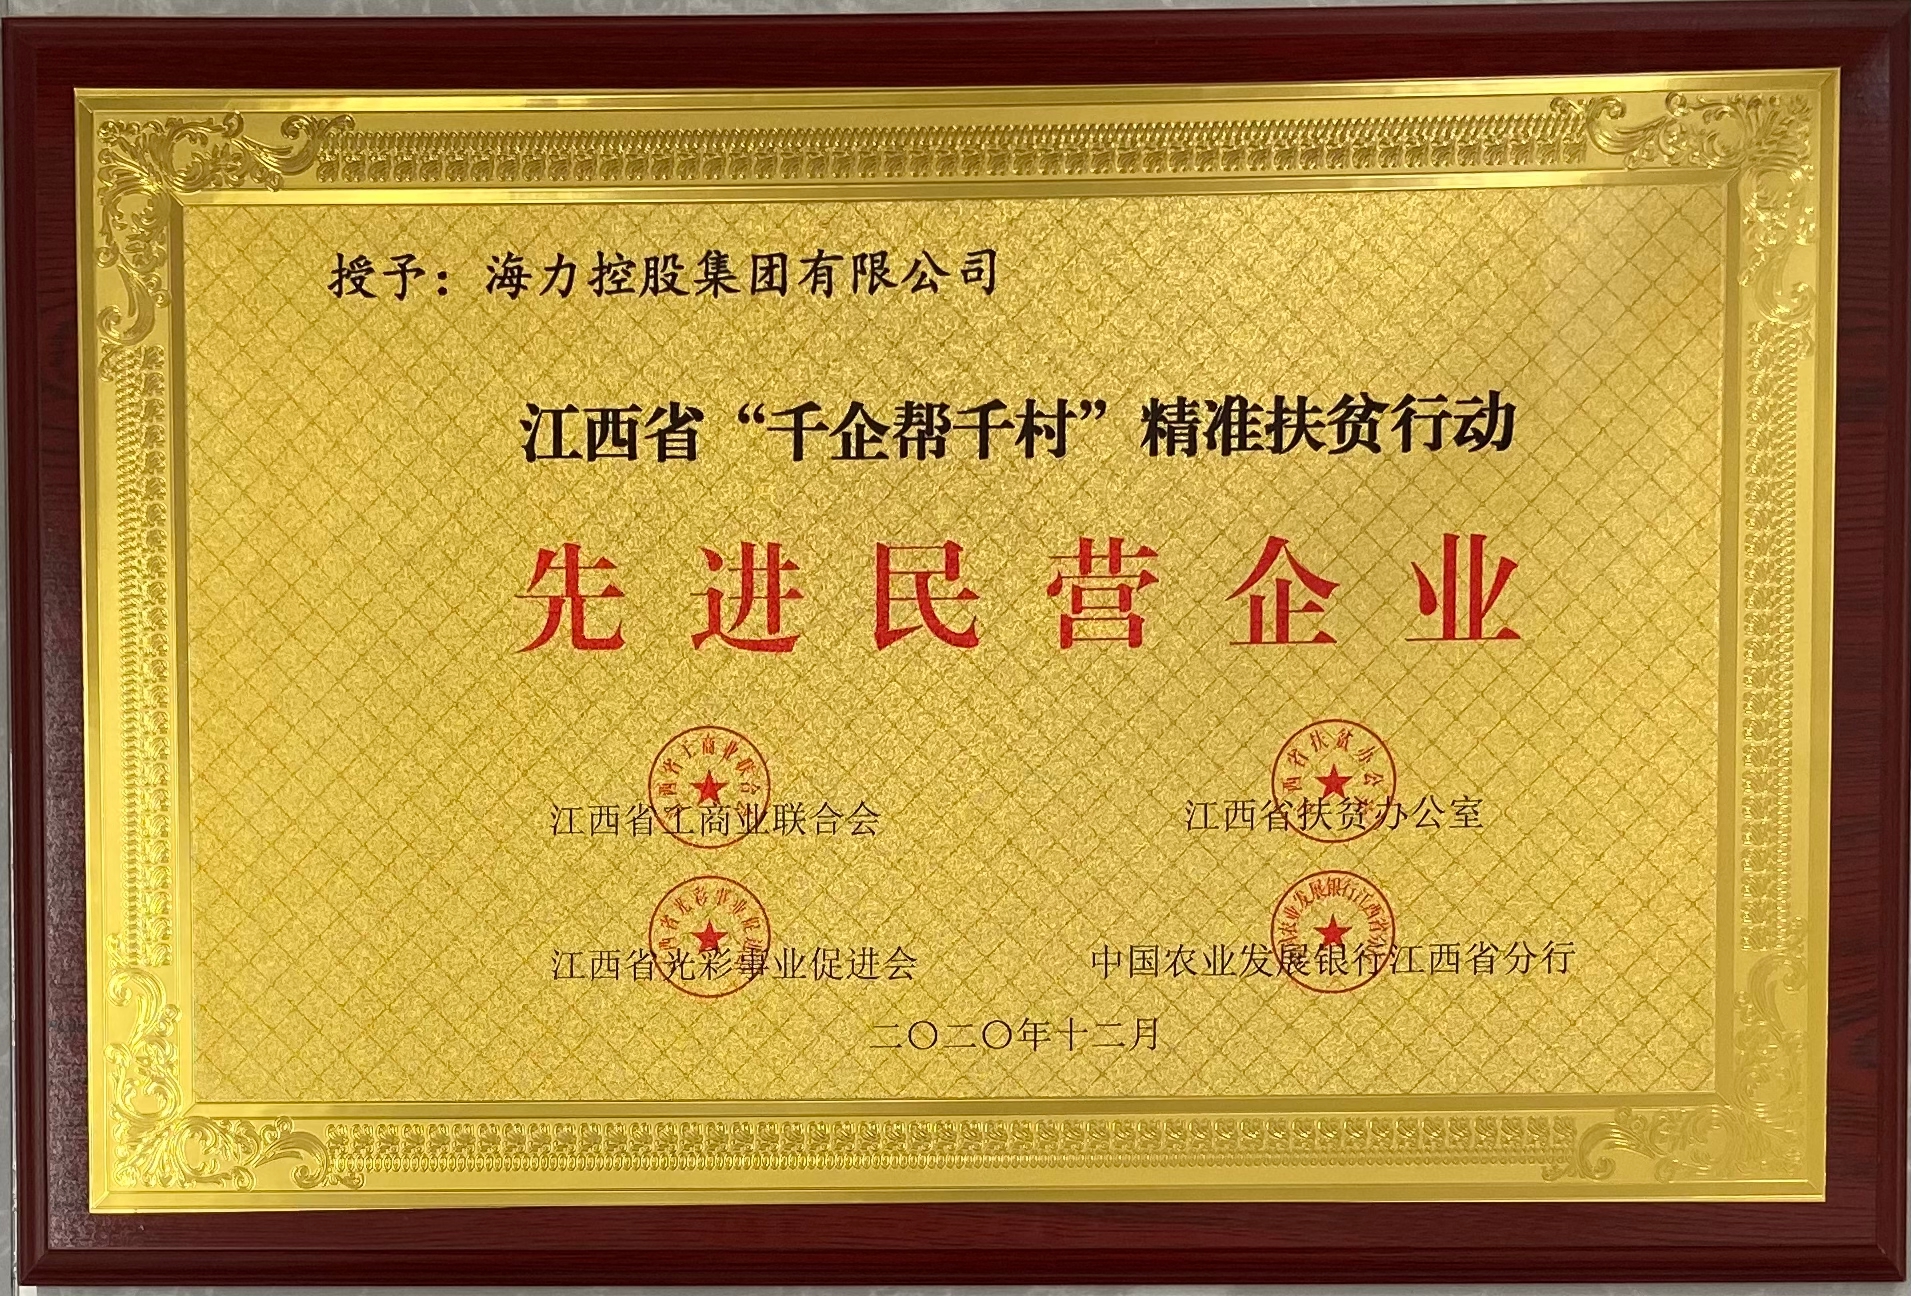 授予：海力控股集团有限公司
江西省“千企帮千村”精准扶贫行动
先进民营企业
江西省工商业联合会
江西省扶贫办公室
江西省光彩事业促进会
中国农业发展银行江西省分行
二〇二〇年十二月